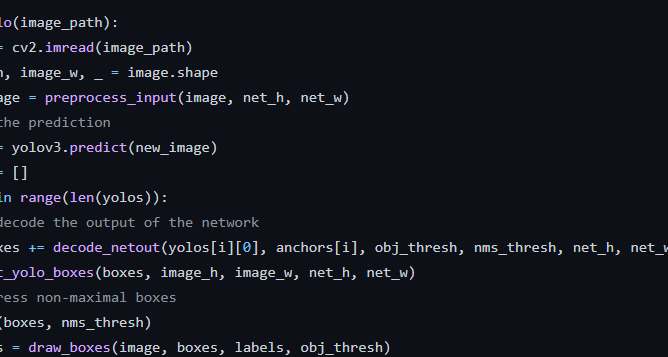 lo(image_path):
= cv2.imread(image_path)
h, image_w, _ = image.shape
age = preprocess_input(image, net_h, net_w)
the prediction
= yolov3.predict(new_image)
= []
in range(len(yolos)):
decode the output of the network
xes += decode_netout(yolos[i][0], anchors[i], obj_thresh, nms_thresh, net_h, net_w
t_yolo_boxes(boxes, image_h, image_w, net_h, net_w)
ress non-maximal boxes
(boxes, nms_thresh)
s = draw_boxes(image, boxes, labels, obj_thresh)